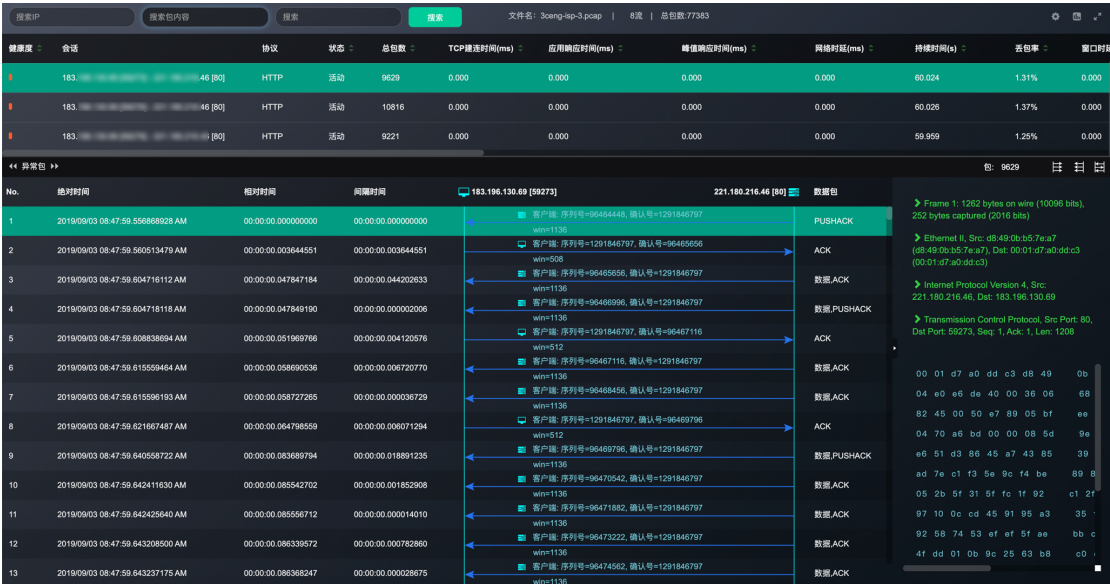 搜索IP 搜索包内容 搜索 搜索 文件名: 3ceng-isp-3.pcap | 8流 | 总包数:77383
健康度 会话 协议 状态 总包数 TCP建连时间(ms) 应用响应时间(ms) 峰值响应时间(ms) 网络时延(ms) 持续时间(s) 丢包率 窗口时延
183. .46 [80] HTTP 活动 9629 0.000 0.000 0.000 0.000 60.024 1.31% 0.000
183. 46 [80] HTTP 活动 10816 0.000 0.000 0.000 0.000 60.026 1.37% 0.000
183. [80] HTTP 活动 9221 0.000 0.000 0.000 0.000 59.959 1.25% 0.000
异常包 包: 9629
No. 绝对时间 相对时间 间隔时间 183.196.130.69 [59273] 221.180.216.46 [80] 数据包
1 2019/09/03 08:47:59.556868928 AM 00:00:00.000000000 00:00:00.000000000 客户端: 序列号=96464448, 确认号=1291846797 PUSHACK
win=1136
2 2019/09/03 08:47:59.560513479 AM 00:00:00.003644551 00:00:00.003644551 客户端: 序列号=1291846797, 确认号=96465656 ACK
win=508
3 2019/09/03 08:47:59.604716112 AM 00:00:00.047847184 00:00:00.044202633 客户端: 序列号=96465656, 确认号=1291846797 数据,ACK
win=1136
4 2019/09/03 08:47:59.604718118 AM 00:00:00.047849190 00:00:00.000002006 客户端: 序列号=96466996, 确认号=1291846797 数据,PUSHACK
win=1136
5 2019/09/03 08:47:59.608838694 AM 00:00:00.051969766 00:00:00.004120576 客户端: 序列号=1291846797, 确认号=96467116 ACK
win=512
6 2019/09/03 08:47:59.615559464 AM 00:00:00.058690536 00:00:00.006720770 客户端: 序列号=96467116, 确认号=1291846797 数据,ACK
win=1136
7 2019/09/03 08:47:59.615596193 AM 00:00:00.058727265 00:00:00.000036729 客户端: 序列号=96468456, 确认号=1291846797 数据,ACK
win=1136
8 2019/09/03 08:47:59.621667487 AM 00:00:00.064798559 00:00:00.006071294 客户端: 序列号=1291846797, 确认号=96469796 ACK
win=512
9 2019/09/03 08:47:59.640558722 AM 00:00:00.083689794 00:00:00.018891235 客户端: 序列号=96469796, 确认号=1291846797 数据,PUSHACK
win=1136
10 2019/09/03 08:47:59.642411630 AM 00:00:00.085542702 00:00:00.001852908 客户端: 序列号=96470542, 确认号=1291846797 数据,ACK
win=1136
11 2019/09/03 08:47:59.642425640 AM 00:00:00.085556712 00:00:00.000014010 客户端: 序列号=96471882, 确认号=1291846797 数据,ACK
win=1136
12 2019/09/03 08:47:59.643208500 AM 00:00:00.086339572 00:00:00.000782860 客户端: 序列号=96473222, 确认号=1291846797 数据,ACK
win=1136
13 2019/09/03 08:47:59.643237175 AM 00:00:00.086368247 00:00:00.000028675 客户端: 序列号=96474562, 确认号=1291846797 数据,ACK
win=1136
Frame 1: 1262 bytes on wire (10096 bits),
252 bytes captured (2016 bits)
Ethernet II, Src: d8:49:0b:b5:7e:a7
(d8:49:0b:b5:7e:a7), Dst: 00:01:d7:a0:dd:c3
(00:01:d7:a0:dd:c3)
Internet Protocol Version 4, Src:
221.180.216.46, Dst: 183.196.130.69
Transmission Control Protocol, Src Port: 80,
Dst Port: 59273, Seq: 1, Ack: 1, Len: 1208
00 01 d7 a0 dd c3 d8 49 0b
04 e0 e6 de 40 00 36 06 68
82 45 00 50 e7 89 05 bf ee
04 70 a6 bd 00 00 08 5d 9e
e6 51 d3 86 45 a7 43 85 39
ad 7e c1 f3 5e 9c f4 be 89 8
05 2b 5f 31 5f fc 1f 92 c1 2f
97 10 0c cd 45 91 95 a3 35
92 58 74 53 ef ef 5f ae bb c
4f dd 01 0b 9c 25 63 b8 c0